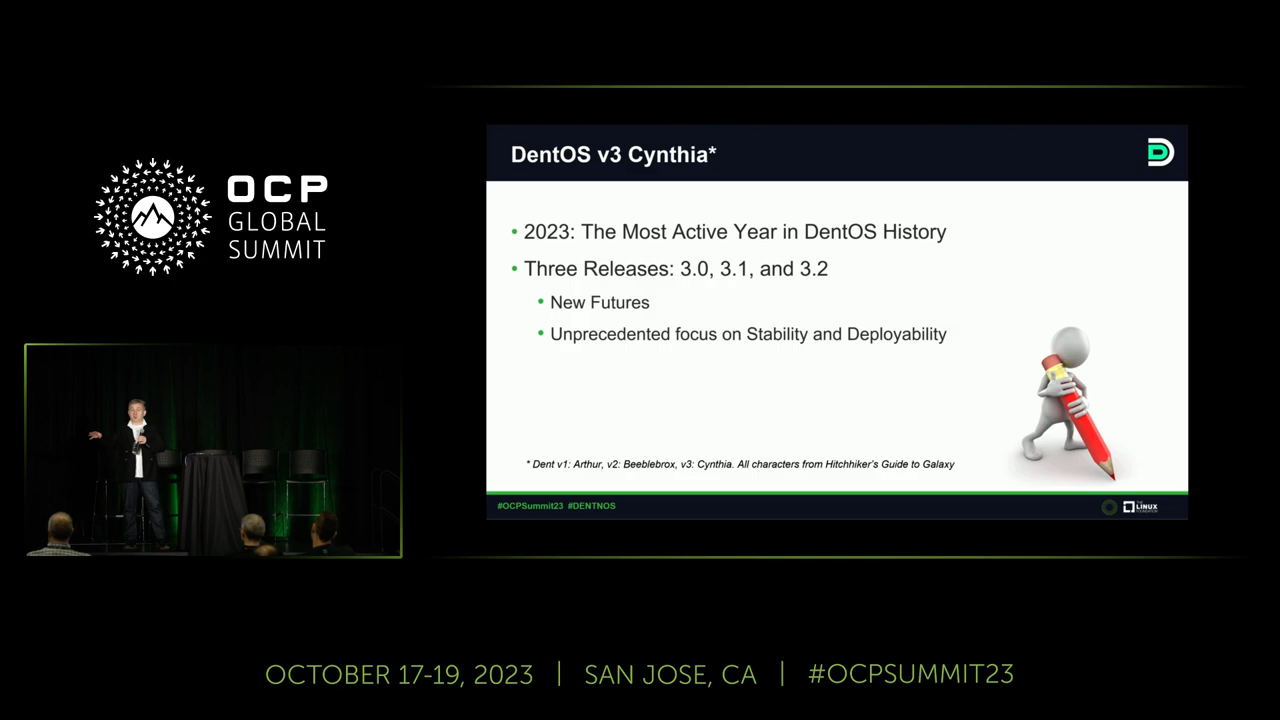 OCP
GLOBAL
SUMMIT
DentOS v3 Cynthia*
D
• 2023: The Most Active Year in DentOS History
• Three Releases: 3.0, 3.1, and 3.2
• New Futures
• Unprecedented focus on Stability and Deployability
* Dent v1: Arthur, v2: Beeblebrox, v3: Cynthia. All characters from Hitchhiker's Guide to Galaxy
#OCPSummit23 #DENTNOS
THE
LINUX
FOUNDATION
OCTOBER 17-19, 2023 | SAN JOSE, CA | #OCPSUMMIT23